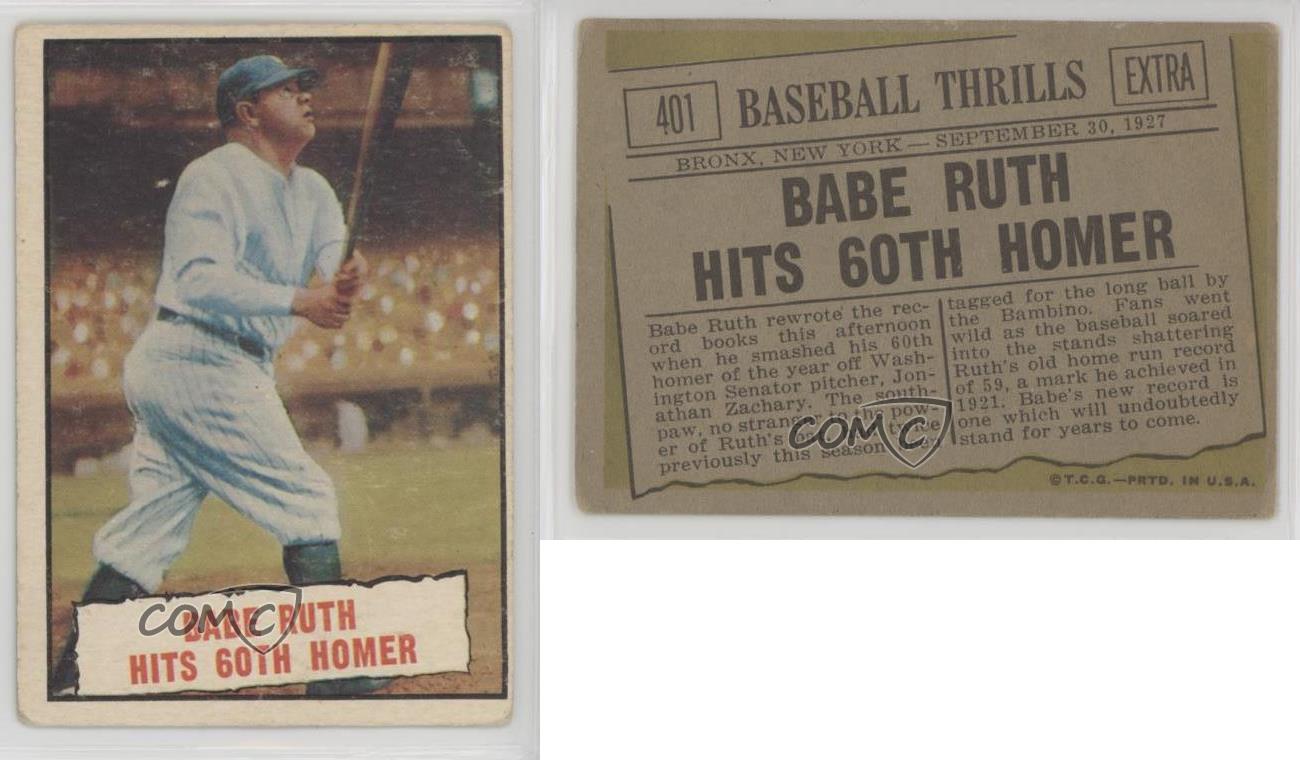 BABE RUTH
HITS 60TH HOMER
COMC
401
BASEBALL THRILLS
EXTRA
BRONX, NEW YORK — SEPTEMBER 30, 1927
BABE RUTH
HITS 60TH HOMER
Babe Ruth rewrote the rec-
ord books this afternoon
when he smashed his 60th
homer of the year off Wash-
ington Senator pitcher, Jon-
athan Zachary. The south-
paw, no stranger to the pow-
er of Ruth's
previously this season
tagged for the long ball by
the Bambino. Fans went
wild as the baseball soared
into the stands shattering
Ruth's old home run record
of 59, a mark he achieved in
1921. Babe's new record is
one which will undoubtedly
stand for years to come.
COMC
©T.C.G.—PRTD. IN U.S.A.